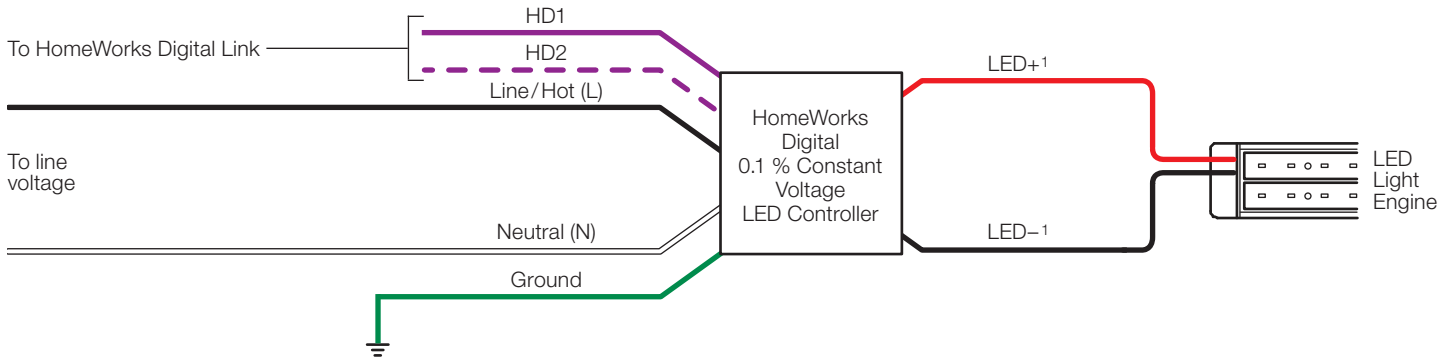 HD1
To HomeWorks Digital Link
HD2
Line/Hot (L)
To line
voltage
Neutral (N)
Ground
HomeWorks
Digital
0.1 % Constant
Voltage
LED Controller
LED+¹
LED−¹
LED
Light
Engine